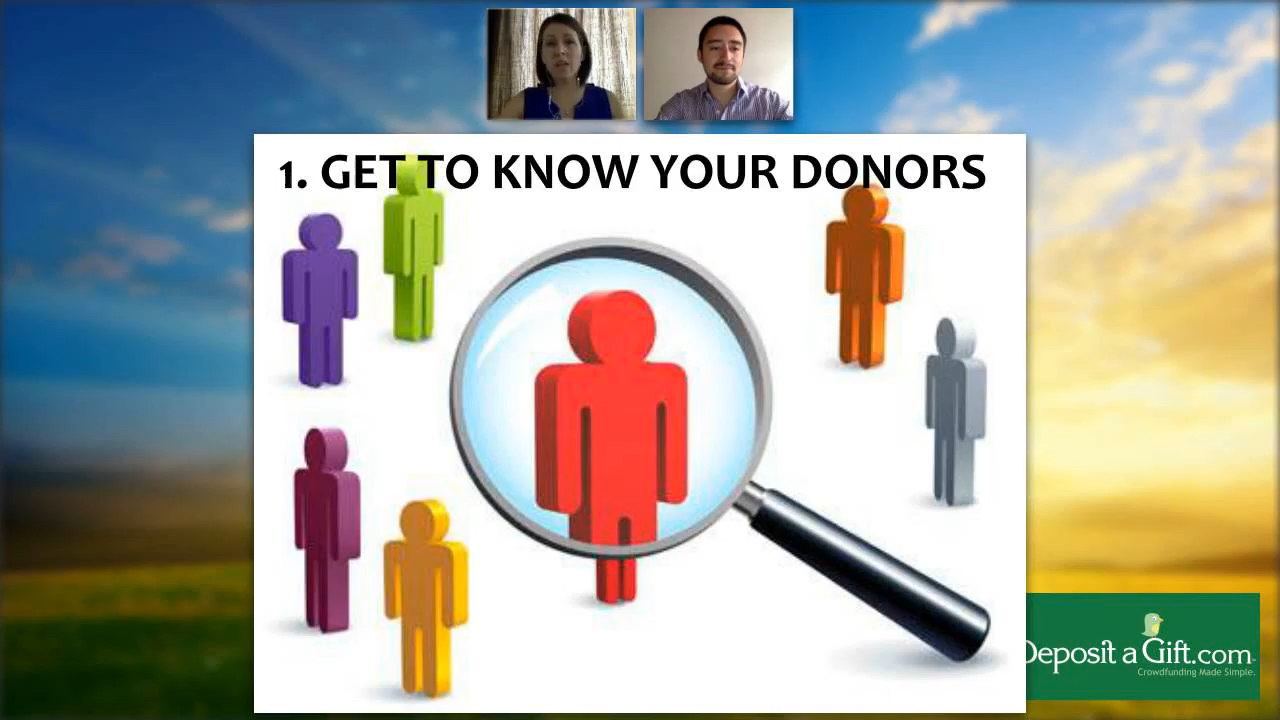 1. GET TO KNOW YOUR DONORS
Deposit a Gift.com
Crowdfunding Made Simple.